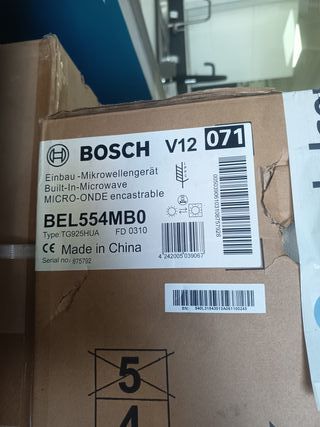 BOSCH V12 071
Einbau -Mikrowellengerät
Built-In-Microwave
MICRO-ONDE encastrable
BEL554MB0
Type:TG925HUA FD 0310
Made in China
Serial no.: 875792
4 242005 039067
5
4